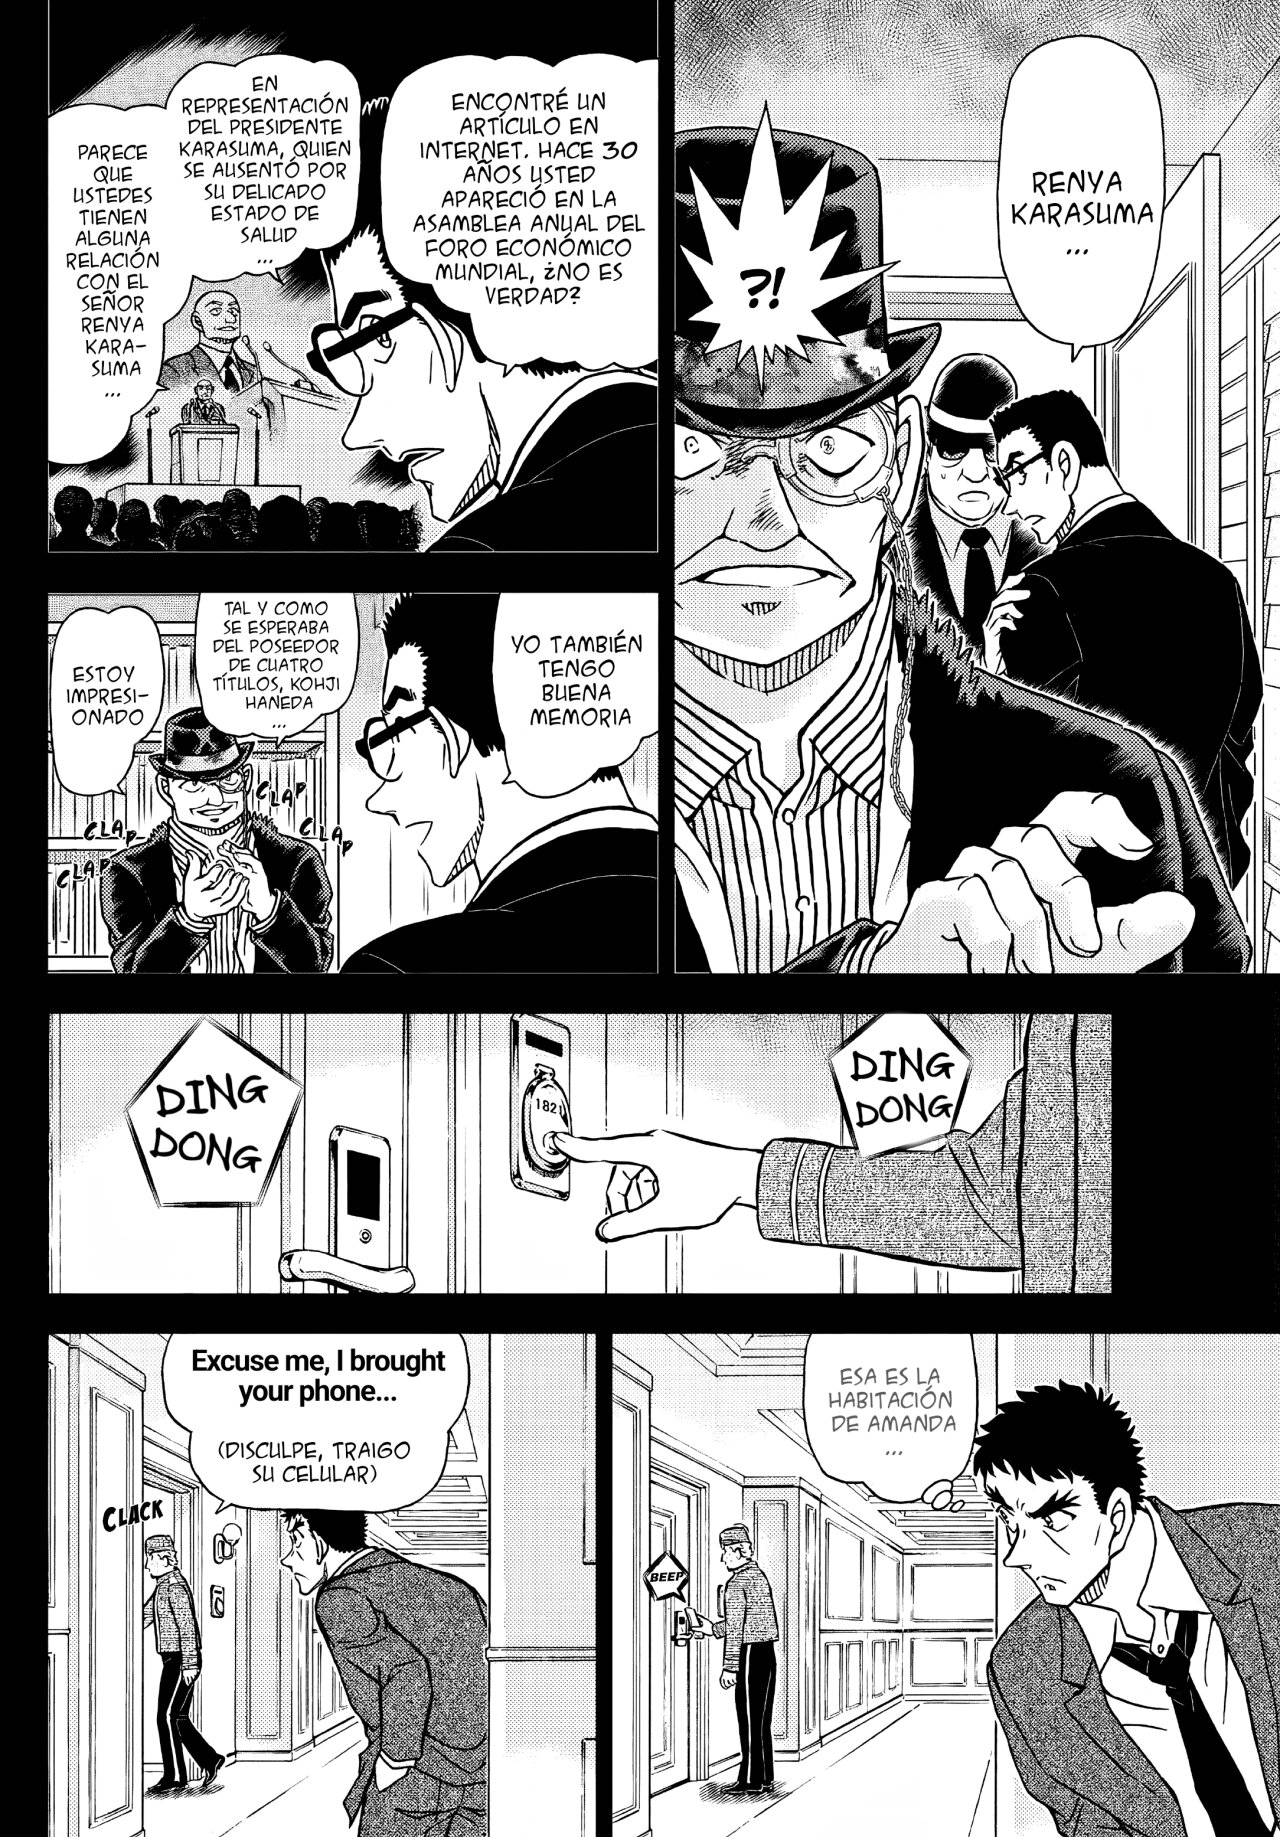 RENYA
KARASUMA
...
?!
ENCONTRÉ UN
ARTÍCULO EN
INTERNET. HACE 30
AÑOS USTED
APARECIÓ EN LA
ASAMBLEA ANUAL DEL
FORO ECONÓMICO
MUNDIAL, ¿NO ES
VERDAD?
EN
REPRESENTACIÓN
DEL PRESIDENTE
KARASUMA, QUIEN
SE AUSENTÓ POR
SU DELICADO
ESTADO DE
SALUD
...
PARECE
QUE
USTEDES
TIENEN
ALGUNA
RELACIÓN
CON EL
SEÑOR
RENYA
KARA-
SUMA
...
YO TAMBIÉN
TENGO
BUENA
MEMORIA
TAL Y COMO
SE ESPERABA
DEL POSEEDOR
DE CUATRO
TÍTULOS, KOHJI
HANEDA
...
ESTOY
IMPRESI-
ONADO
CLAP
CLAP
CLAP
CLAP
DING
DONG
1821
DING
DONG
ESA ES LA
HABITACIÓN
DE AMANDA
...
BEEP
Excuse me, I brought
your phone...
(DISCULPE, TRAIGO
SU CELULAR)
CLACK